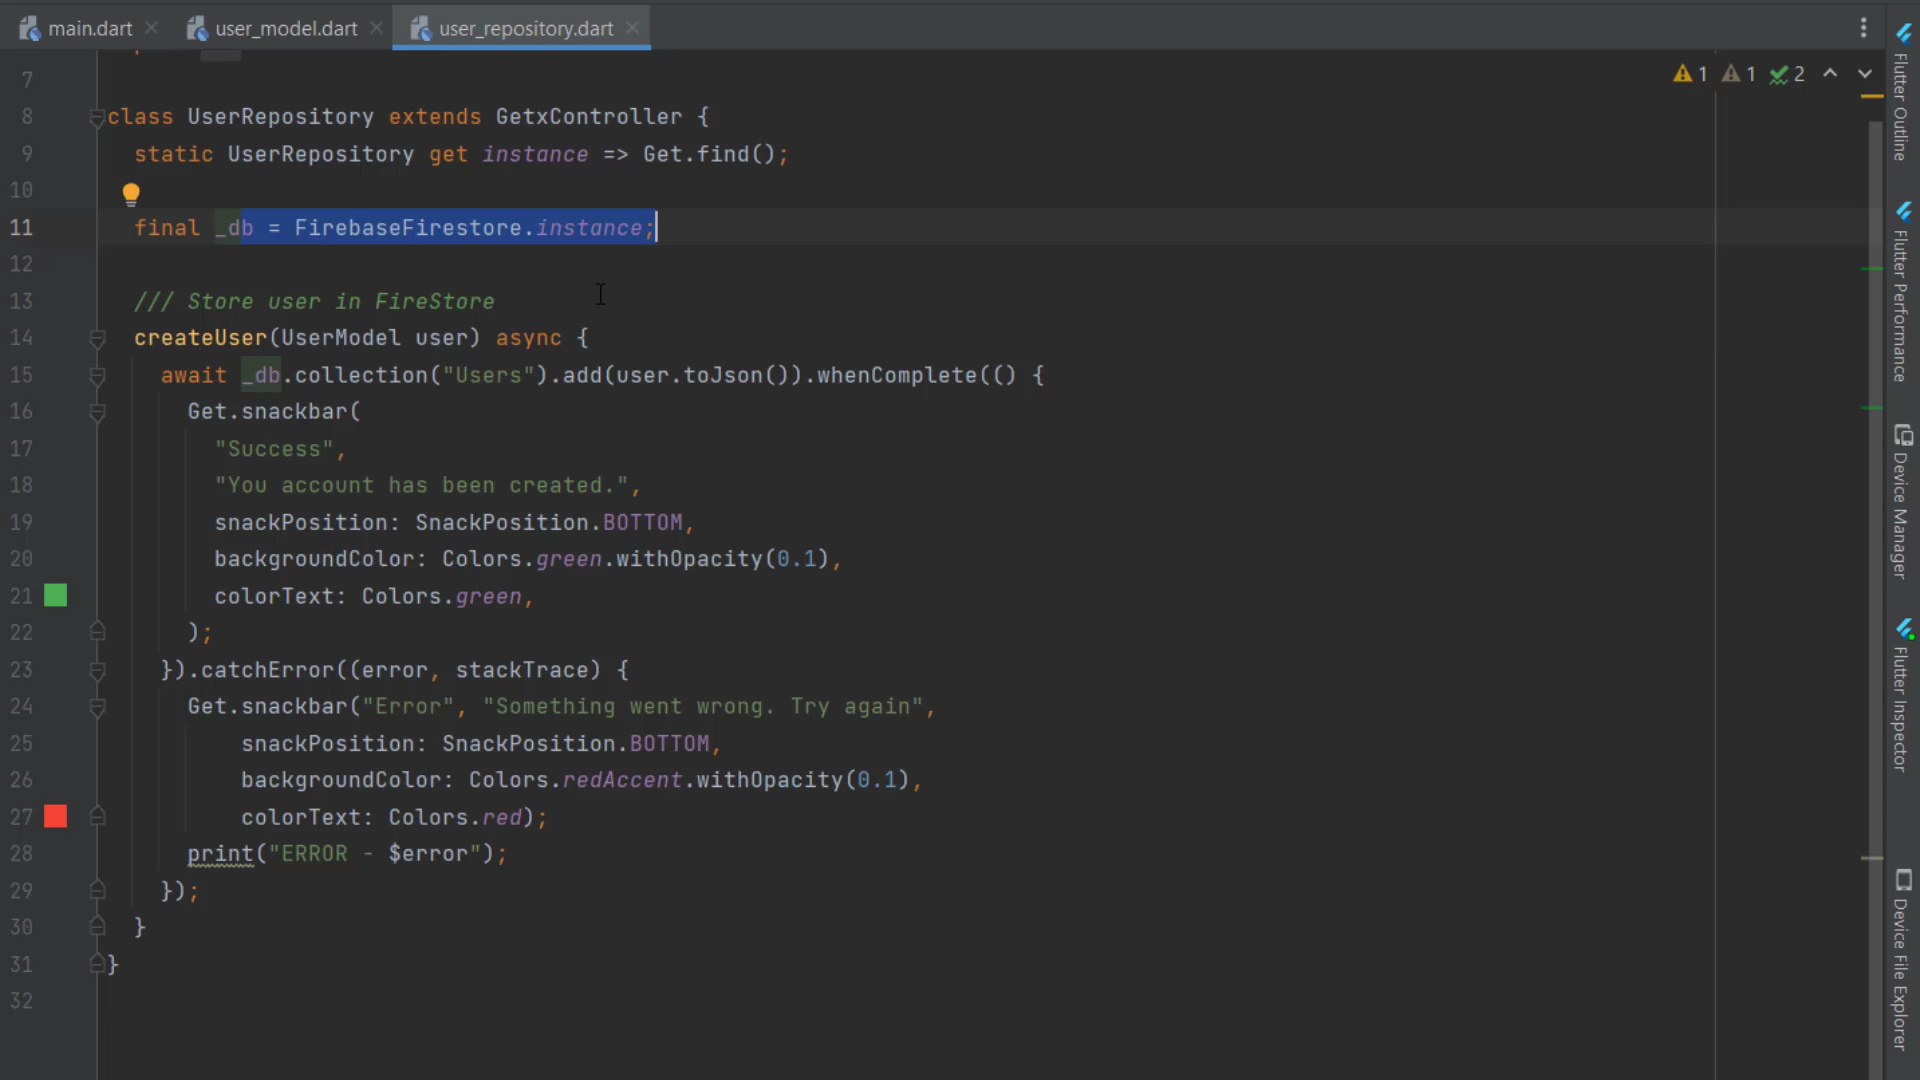 main.dart
user_model.dart
user_repository.dart
1 1 2
7
8 class UserRepository extends GetxController {
9 static UserRepository get instance => Get.find();
10
11 final _db = FirebaseFirestore.instance;
12
13 /// Store user in FireStore
14 createUser(UserModel user) async {
15 await _db.collection("Users").add(user.toJson()).whenComplete(() {
16 Get.snackbar(
17 "Success",
18 "You account has been created.",
19 snackPosition: SnackPosition.BOTTOM,
20 backgroundColor: Colors.green.withOpacity(0.1),
21 colorText: Colors.green,
22 );
23 }).catchError((error, stackTrace) {
24 Get.snackbar("Error", "Something went wrong. Try again",
25 snackPosition: SnackPosition.BOTTOM,
26 backgroundColor: Colors.redAccent.withOpacity(0.1),
27 colorText: Colors.red);
28 print("ERROR - $error");
29 });
30 }
31 }
32
Flutter Outline
Flutter Performance
Device Manager
Flutter Inspector
Device File Explorer